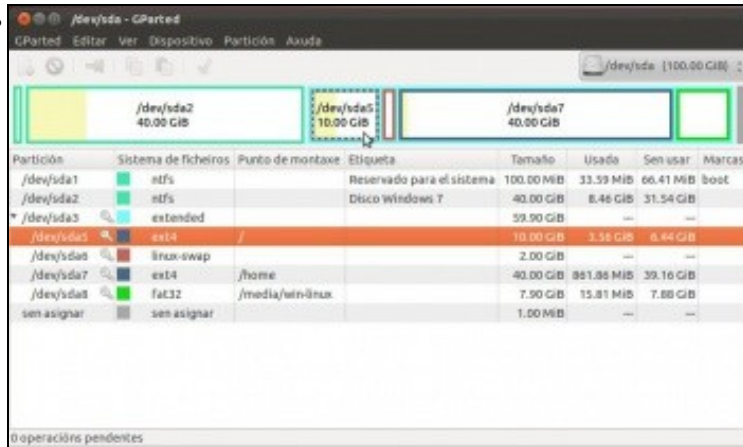 /dev/sda - GParted
GParted Editar Ver Dispositivo Partición Axuda
/dev/sda (100.00 GiB)
/dev/sda2
40.00 GiB
/dev/sda5
10.00 GiB
/dev/sda7
40.00 GiB
Partición Sistema de ficheiros Punto de montaxe Etiqueta Tamaño Usada Sen usar Marcas
/dev/sda1 ntfs Reservado para el sistema 100.00 MiB 33.59 MiB 66.41 MiB boot
/dev/sda2 ntfs Disco Windows 7 40.00 GiB 8.46 GiB 31.54 GiB
/dev/sda3 extended 59.90 GiB —
/dev/sda5 ext4 / 10.00 GiB 3.56 GiB 6.44 GiB
/dev/sda6 linux-swap 2.00 GiB — —
/dev/sda7 ext4 /home 40.00 GiB 861.86 MiB 39.16 GiB
/dev/sda8 fat32 /media/win-linux 7.90 GiB 15.81 MiB 7.88 GiB
sen asignar sen asignar 1.00 MiB — —
0 operacións pendentes